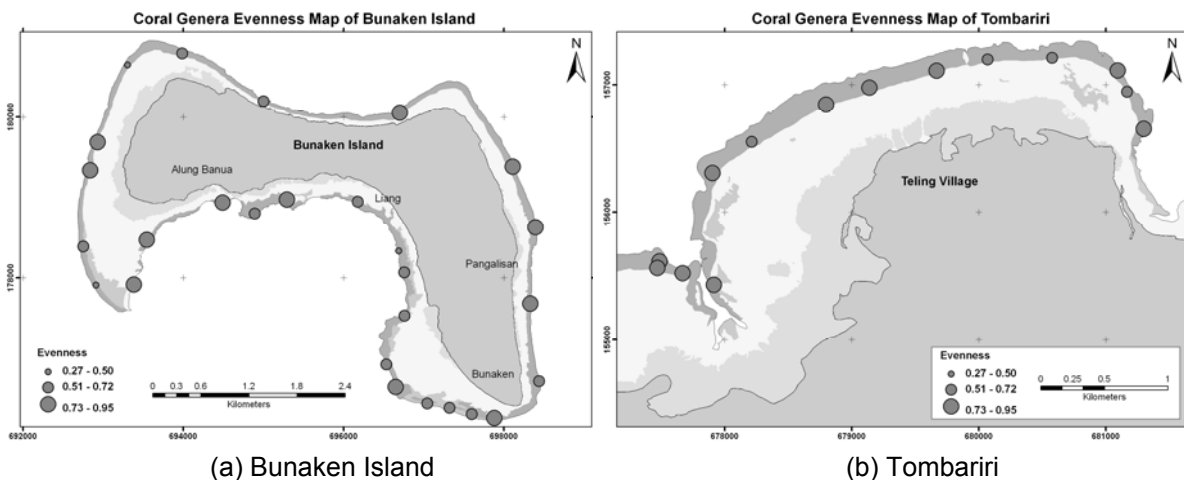 Coral Genera Evenness Map of Bunaken Island
N
180000
178000
Bunaken Island
Alung Banua
Liang
Pangalisan
Bunaken
Evenness
0.27 - 0.50
0.51 - 0.72
0.73 - 0.95
0 0.3 0.6 1.2 1.8 2.4
Kilometers
692000 694000 696000 698000
(a) Bunaken Island
Coral Genera Evenness Map of Tombariri
N
157000
156000
155000
Teling Village
Evenness
0.27 - 0.50
0.51 - 0.72
0.73 - 0.95
0 0.25 0.5 1
Kilometers
678000 679000 680000 681000
(b) Tombariri